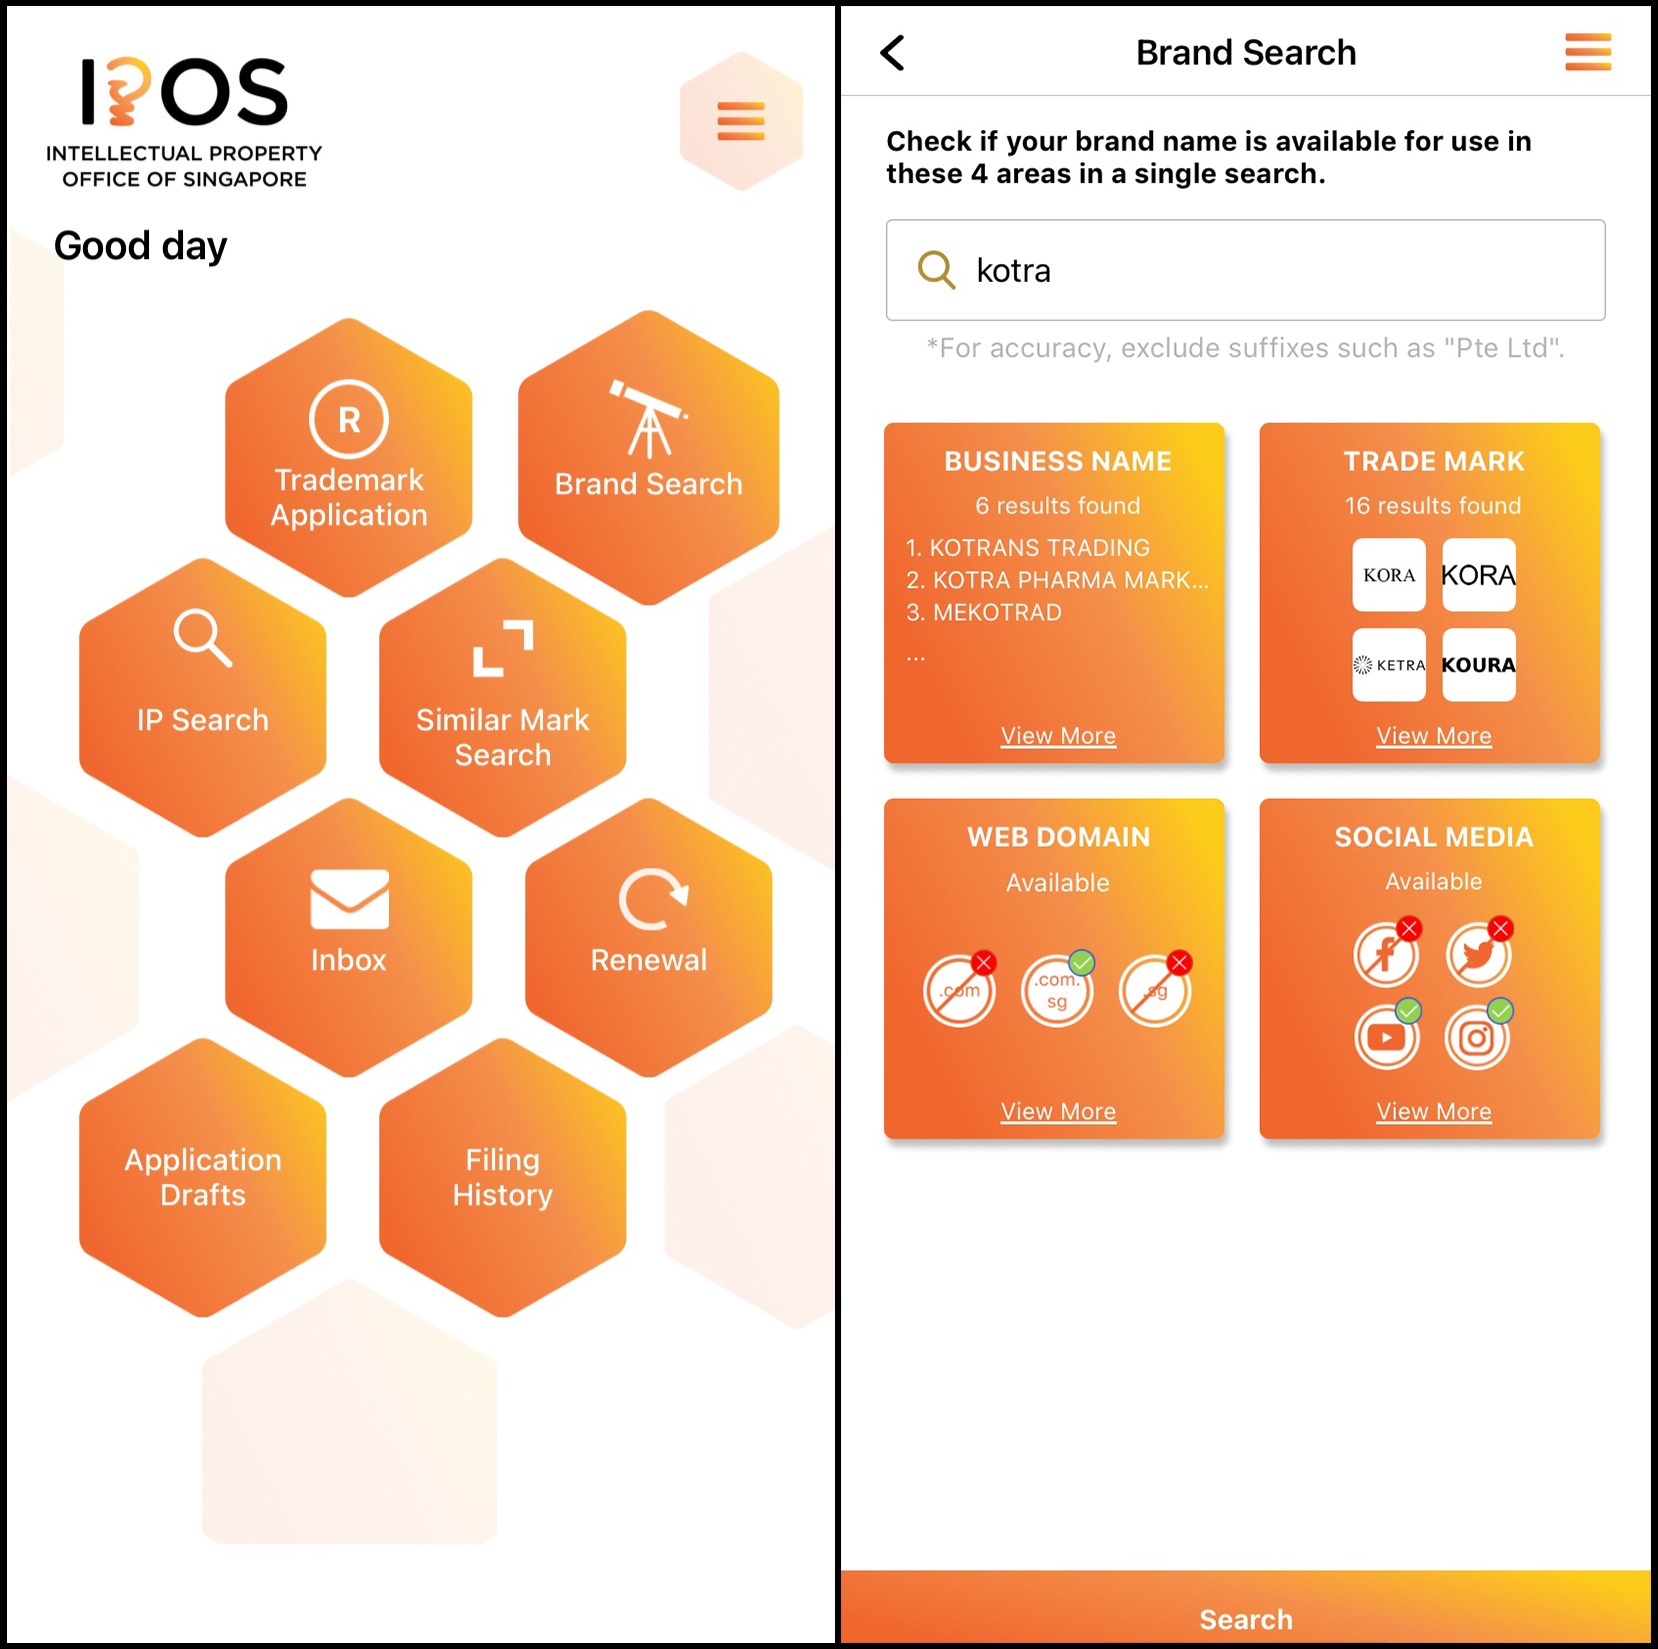 IPOS
INTELLECTUAL PROPERTY
OFFICE OF SINGAPORE
Good day
R
Trademark
Application
Brand Search
IP Search
Similar Mark
Search
Inbox
Renewal
Application
Drafts
Filing
History
Brand Search
Check if your brand name is available for use in
these 4 areas in a single search.
kotra
*For accuracy, exclude suffixes such as "Pte Ltd".
BUSINESS NAME
6 results found
1. KOTRANS TRADING
2. KOTRA PHARMA MARK...
3. MEKOTRAD
...
View More
TRADE MARK
16 results found
KORA
KORA
KETRA
KOURA
View More
WEB DOMAIN
Available
.com
.com.
sg
.sg
View More
SOCIAL MEDIA
Available
View More
Search